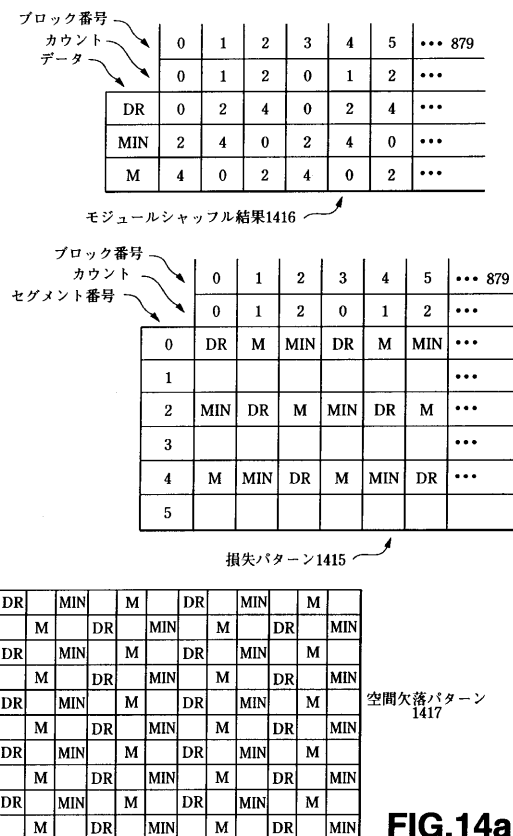 ブロック番号
カウント
データ
0 1 2 3 4 5 ••• 879
0 1 2 0 1 2 •••
DR 0 2 4 0 2 4 •••
MIN 2 4 0 2 4 0 •••
M 4 0 2 4 0 2 •••
モジュールシャッフル結果1416
ブロック番号
カウント
セグメント番号
0 1 2 3 4 5 ••• 879
0 1 2 0 1 2 •••
0 DR M MIN DR M MIN •••
1 •••
2 MIN DR M MIN DR M •••
3 •••
4 M MIN DR M MIN DR •••
5
損失パターン1415
DR MIN M DR MIN M
M DR MIN M DR MIN
DR MIN M DR MIN M
M DR MIN M DR MIN
DR MIN M DR MIN M
M DR MIN M DR MIN
DR MIN M DR MIN M
M DR MIN M DR MIN
DR MIN M DR MIN M
M DR MIN M DR MIN
空間欠落パターン
1417
FIG.14a